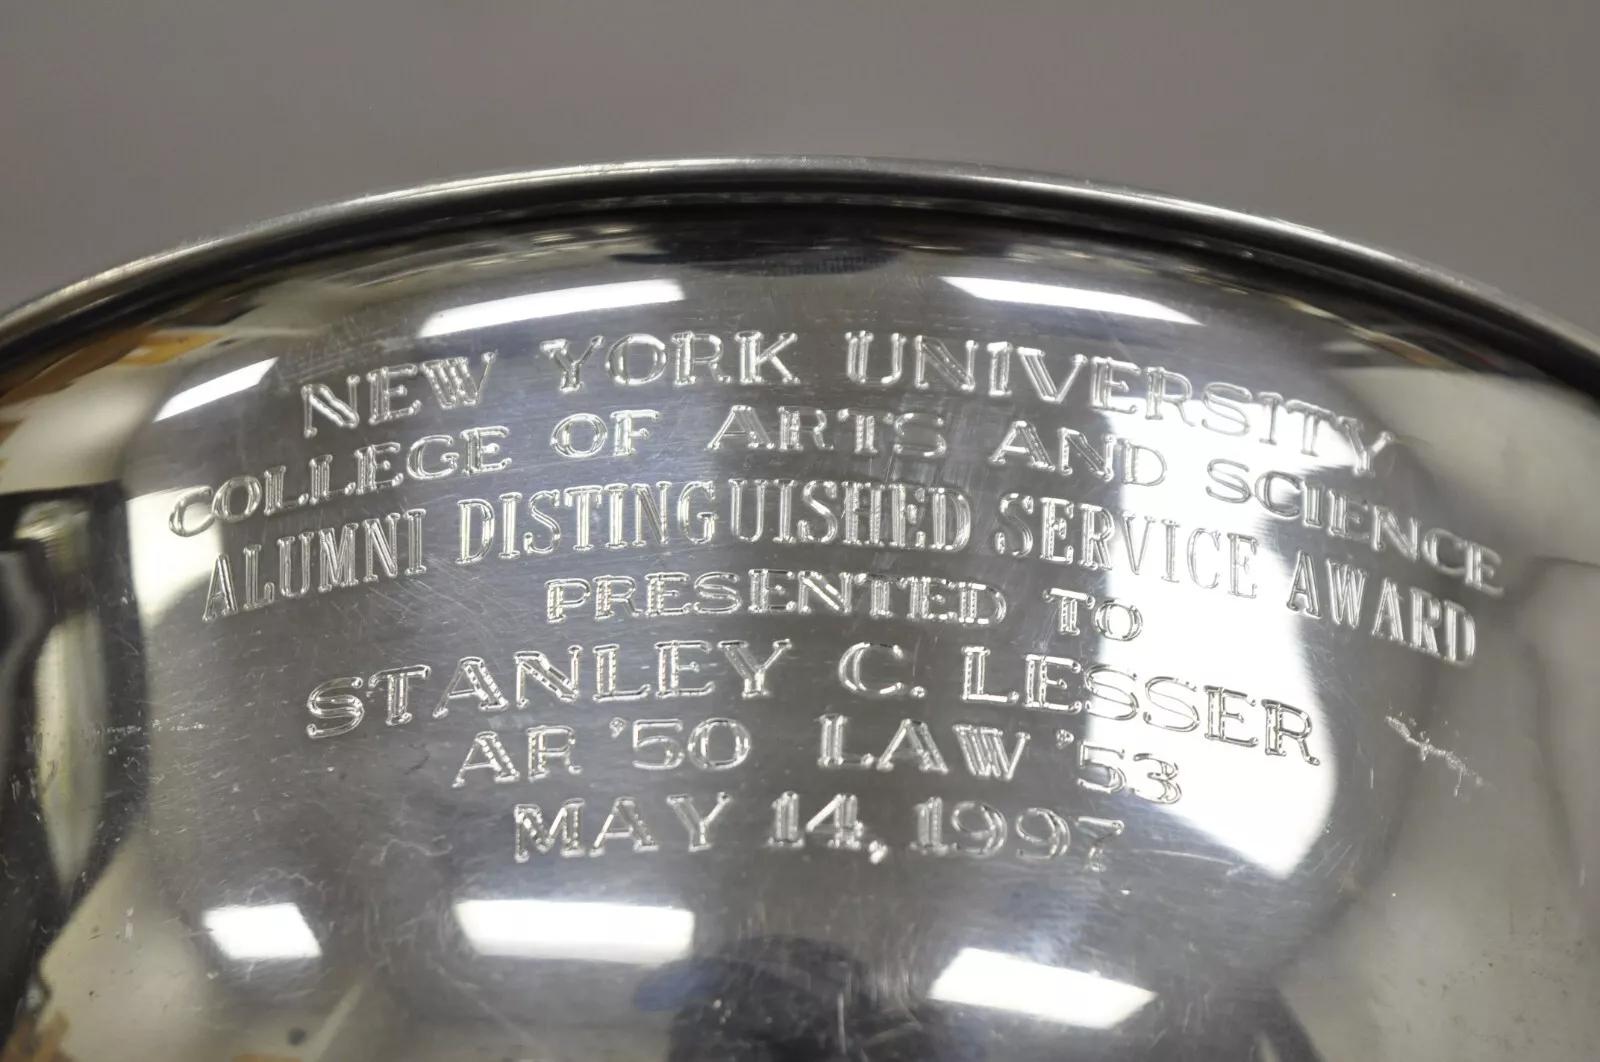 NEW YORK UNIVERSITY
COLLEGE OF ARTS AND SCIENCE
ALUMNI DISTINGUISHED SERVICE AWARD
PRESENTED TO
STANLEY C. LESSER
AR '50 LAW '53
MAY 14, 1997